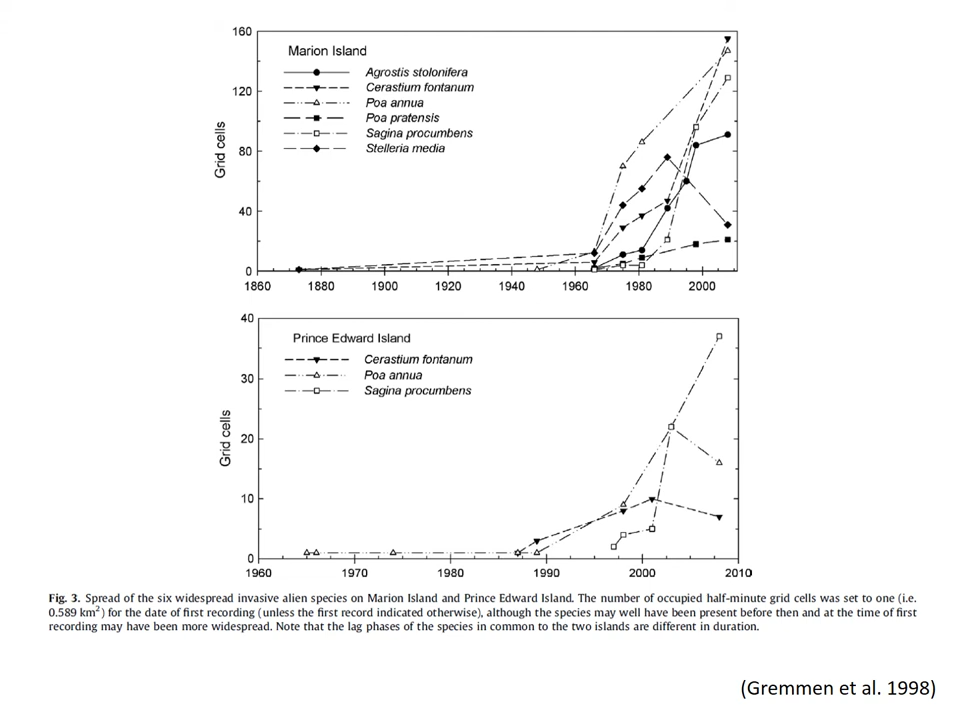 160
Marion Island
Agrostis stolonifera
Cerastium fontanum
120
Poa annua
Poa pratensis
Sagina procumbens
Stelleria media
80
Grid cells
40
0
1860 1880 1900 1920 1940 1960 1980 2000
40
Prince Edward Island
Cerastium fontanum
Poa annua
Sagina procumbens
30
20
Grid cells
10
0
1960 1970 1980 1990 2000 2010
Fig. 3. Spread of the six widespread invasive alien species on Marion Island and Prince Edward Island. The number of occupied half-minute grid cells was set to one (i.e.
0.589 km²) for the date of first recording (unless the first record indicated otherwise), although the species may well have been present before then and at the time of first
recording may have been more widespread. Note that the lag phases of the species in common to the two islands are different in duration.
(Gremmen et al. 1998)